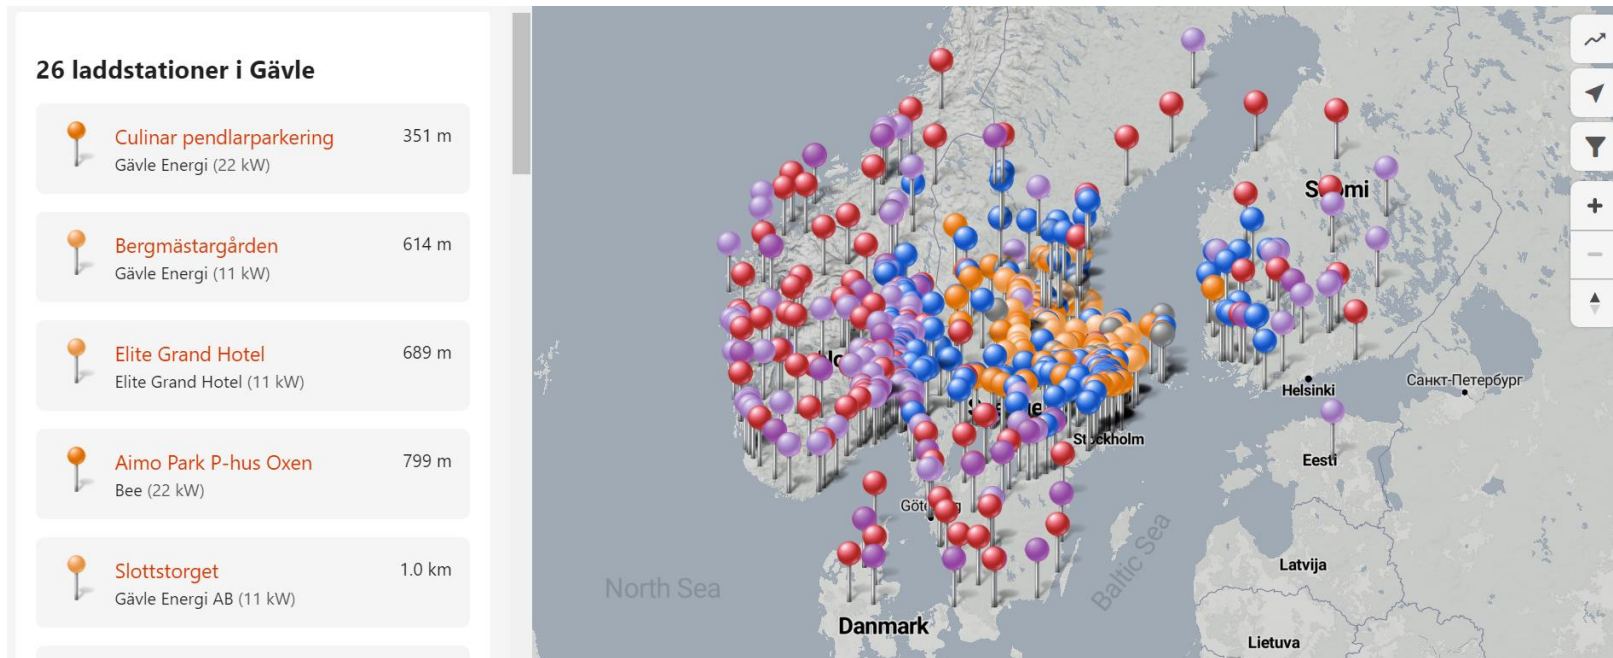 26 laddstationer i Gävle
Culinar pendlarparkering
351 m
Gävle Energi (22 kW)
Bergmästargården
614 m
Gävle Energi (11 kW)
Elite Grand Hotel
689 m
Elite Grand Hotel (11 kW)
Aimo Park P-hus Oxen
799 m
Bee (22 kW)
Slottstorget
1.0 km
Gävle Energi AB (11 kW)
Helsinki
Санкт-Петербург
Eesti
North Sea
Baltic Sea
Latvija
Danmark
Lietuva